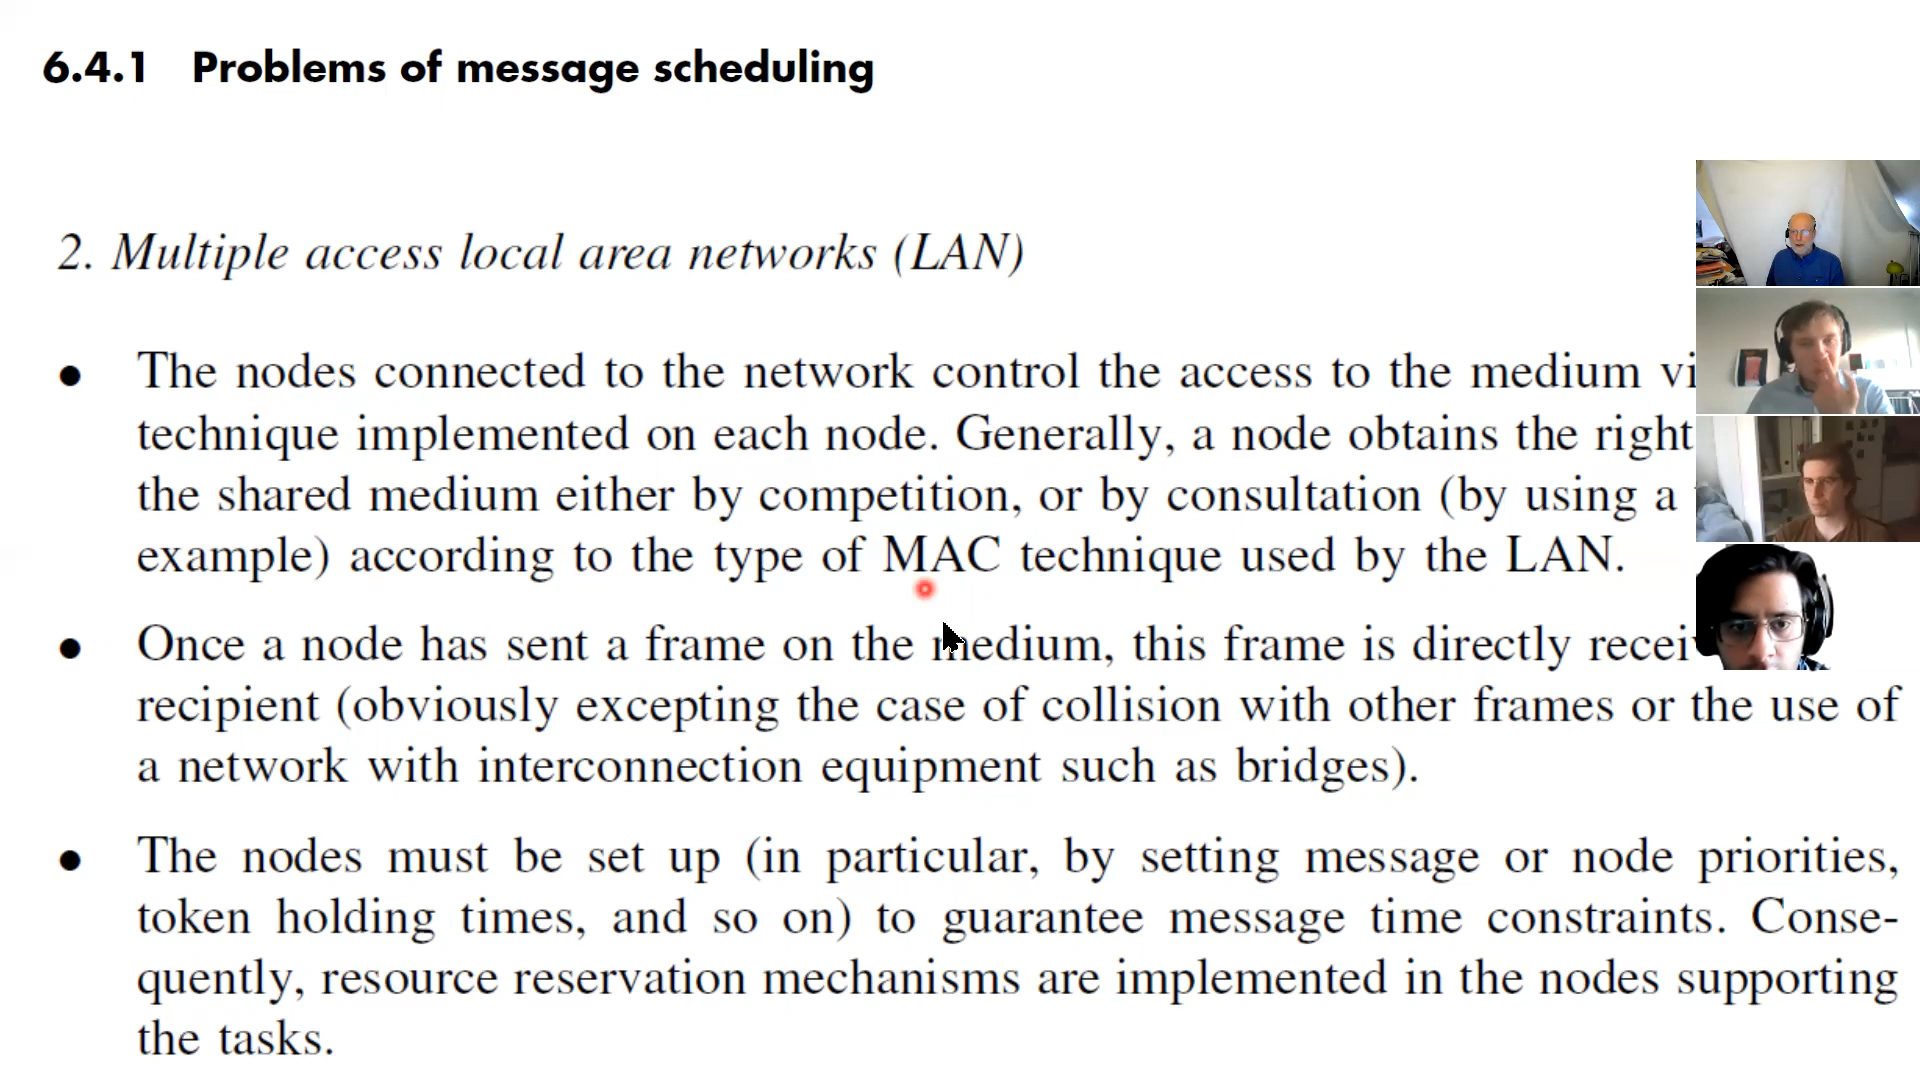 6.4.1 Problems of message scheduling
2. Multiple access local area networks (LAN)
● The nodes connected to the network control the access to the medium
technique implemented on each node. Generally, a node obtains the right
the shared medium either by competition, or by consultation (by using a
example) according to the type of MAC technique used by the LAN.
● Once a node has sent a frame on the medium, this frame is directly
recipient (obviously excepting the case of collision with other frames or the use of
a network with interconnection equipment such as bridges).
● The nodes must be set up (in particular, by setting message or node priorities,
token holding times, and so on) to guarantee message time constraints. Conse-
quently, resource reservation mechanisms are implemented in the nodes supporting
the tasks.